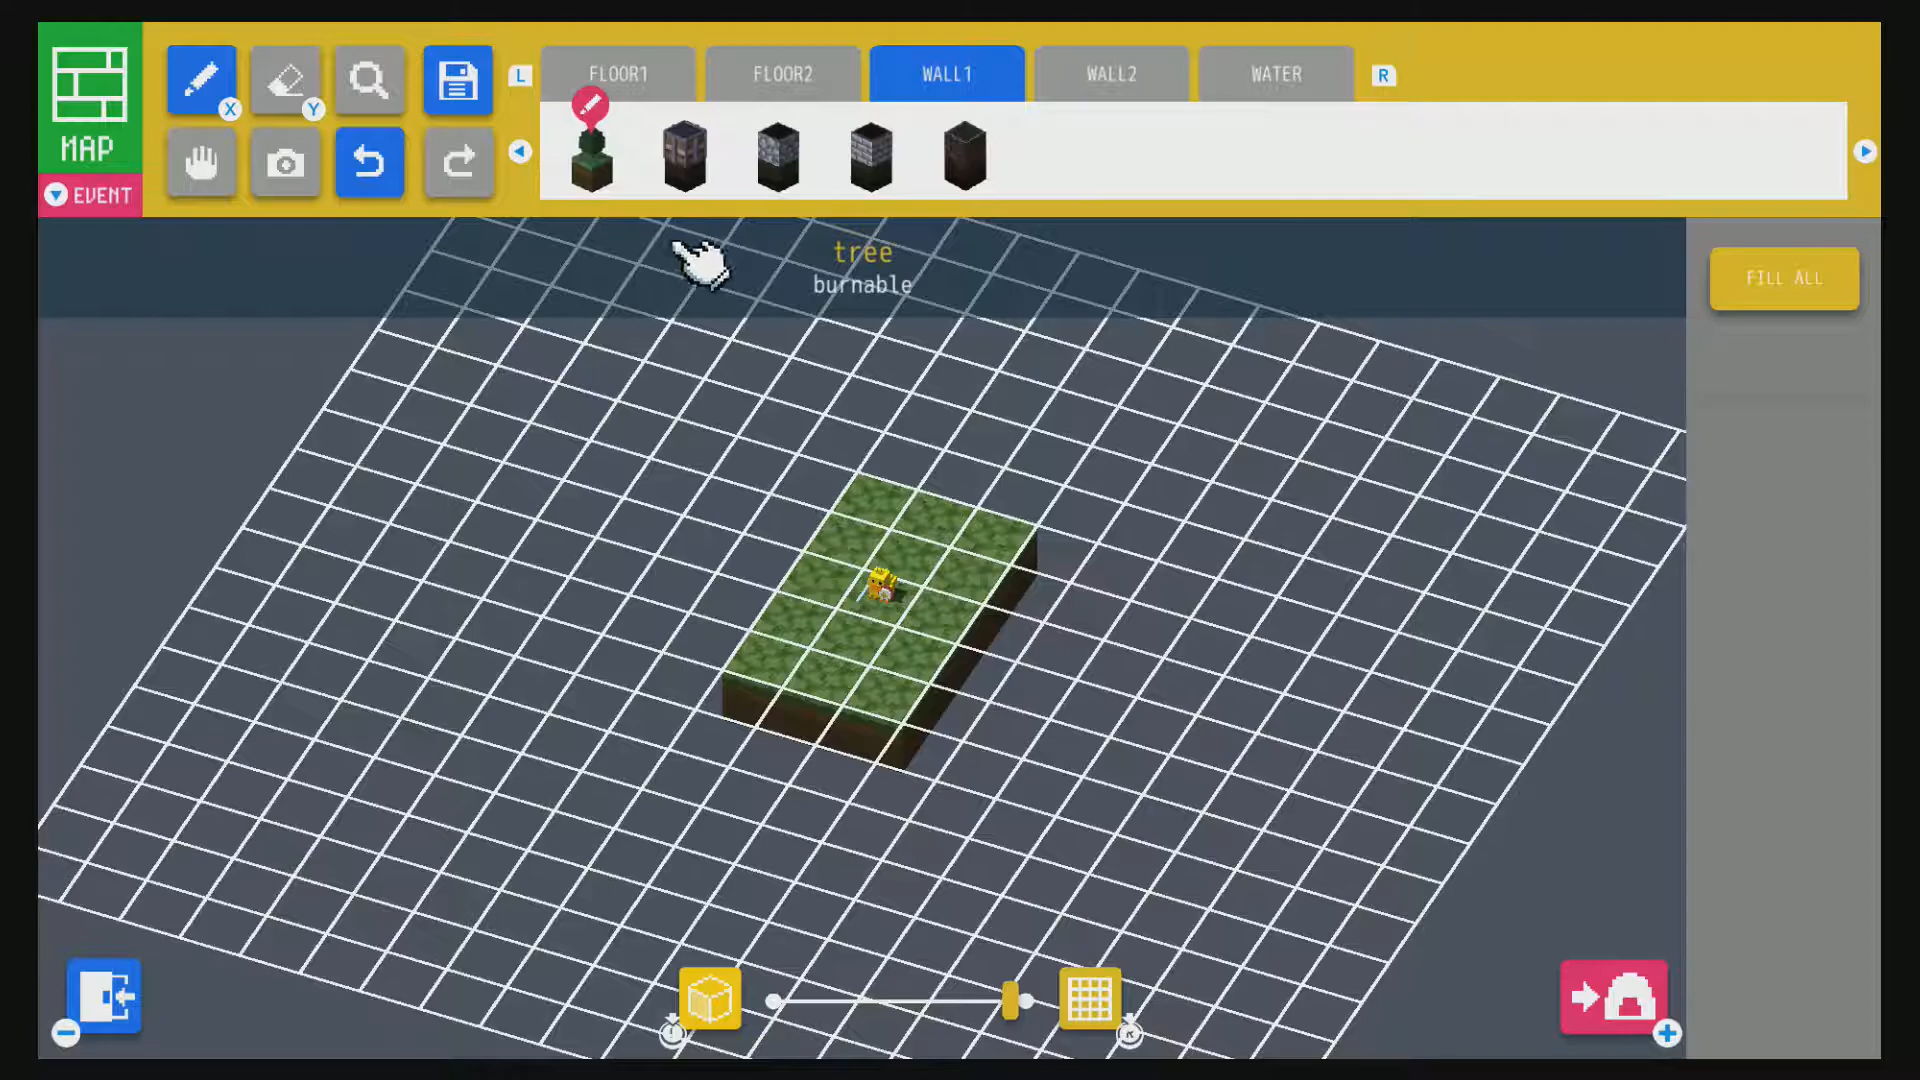 MAP
EVENT
X
Y
L
FLOOR1
FLOOR2
WALL1
WALL2
WATER
R
tree
burnable
FILL ALL
L
R